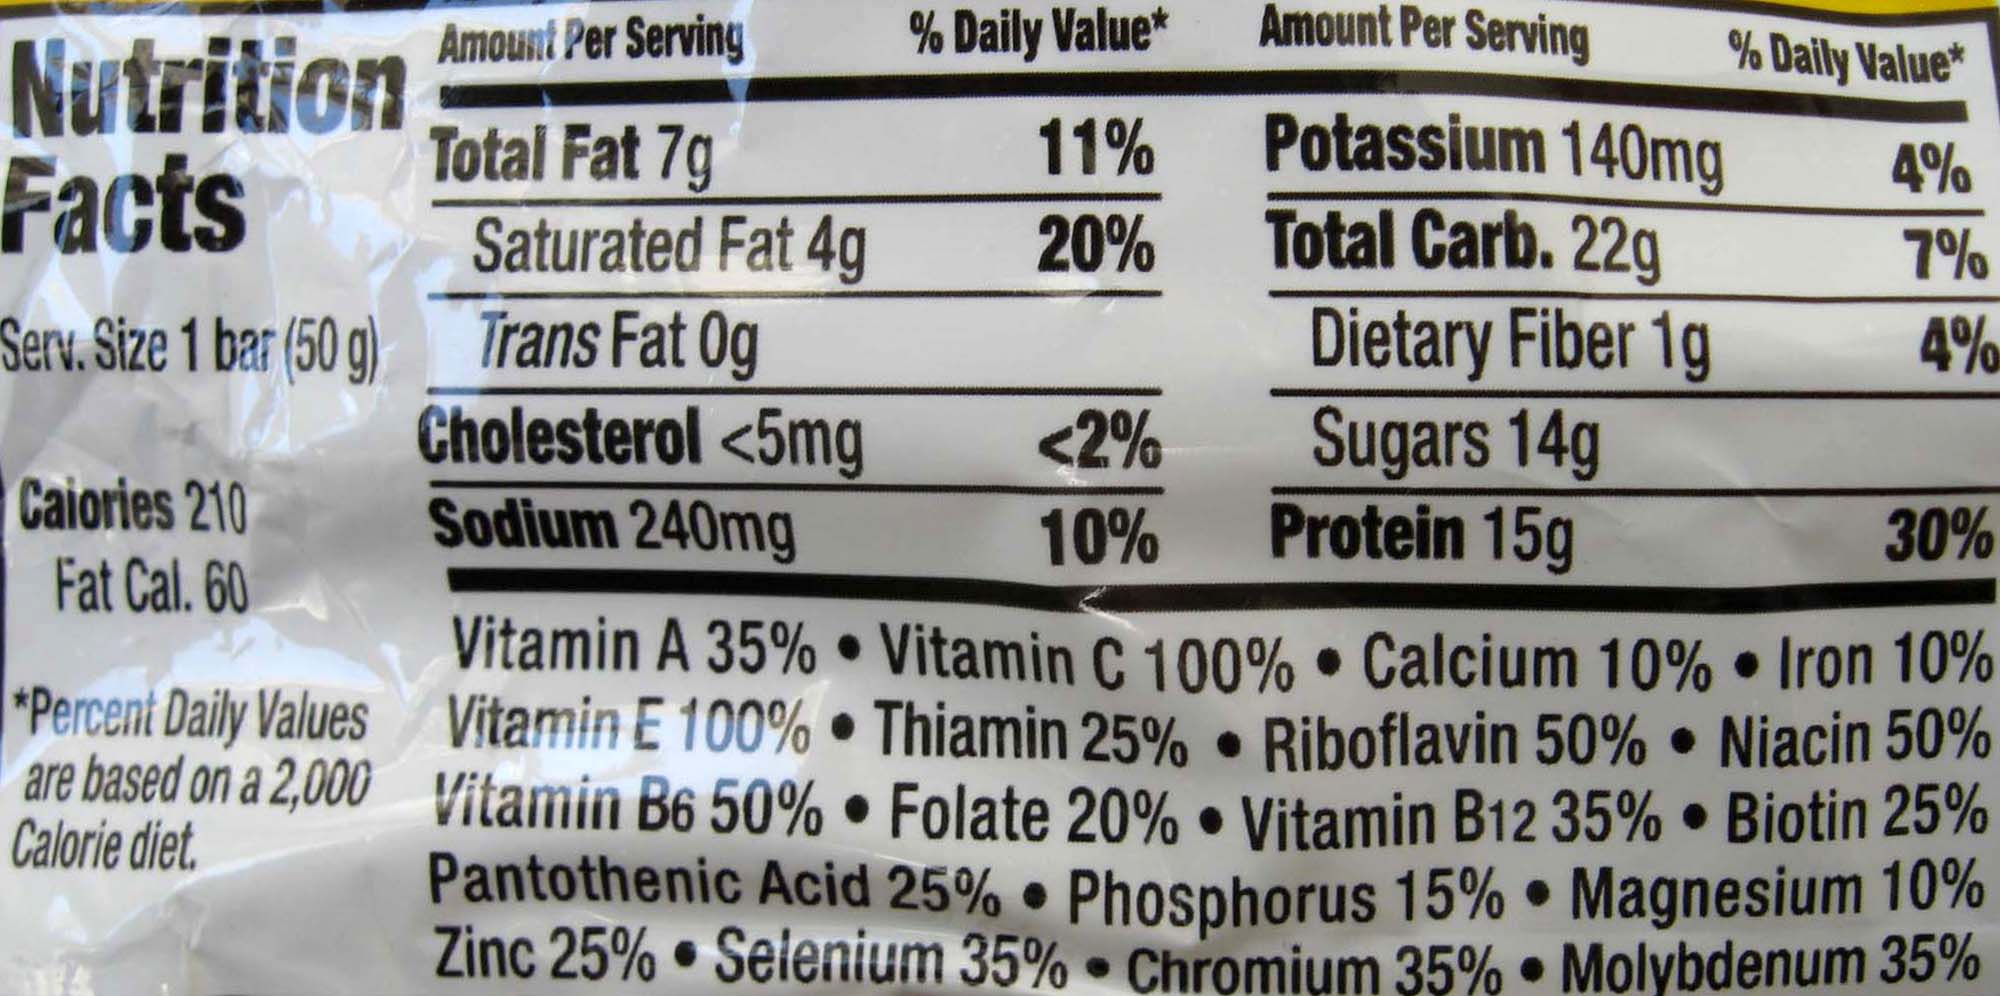 Nutrition
Facts
Serv. Size 1 bar (50 g)
Calories 210
Fat Cal. 60
*Percent Daily Values
are based on a 2,000
Calorie diet.
Amount Per Serving % Daily Value*
Total Fat 7g 11%
Saturated Fat 4g 20%
Trans Fat 0g
Cholesterol <5mg <2%
Sodium 240mg 10%
Amount Per Serving % Daily Value*
Potassium 140mg 4%
Total Carb. 22g 7%
Dietary Fiber 1g 4%
Sugars 14g
Protein 15g 30%
Vitamin A 35% • Vitamin C 100% • Calcium 10% • Iron 10%
Vitamin E 100% • Thiamin 25% • Riboflavin 50% • Niacin 50%
Vitamin B6 50% • Folate 20% • Vitamin B12 35% • Biotin 25%
Pantothenic Acid 25% • Phosphorus 15% • Magnesium 10%
Zinc 25% • Selenium 35% • Chromium 35% • Molybdenum 35%